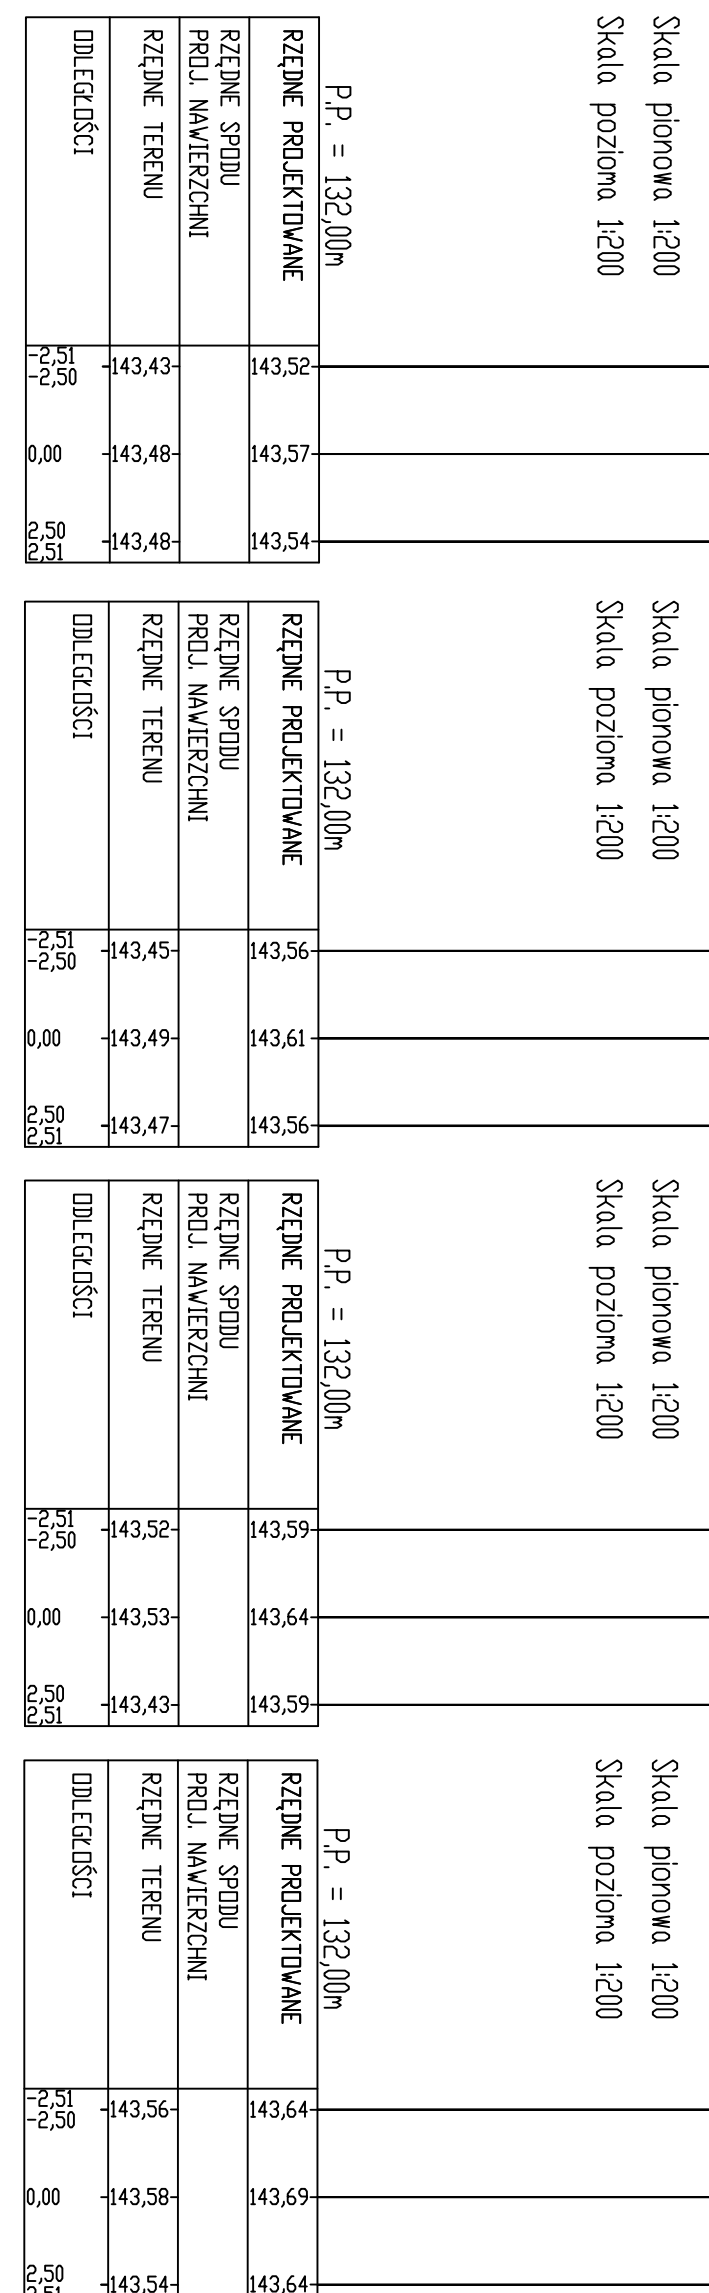 Skala pionowa 1:200
Skala pozioma 1:200
P.P. = 132,00m
RZĘDNE PROJEKTOWANE
143,52 143,57 143,54
RZĘDNE SPODU
PROJ. NAWIERZCHNI
RZĘDNE TERENU
143,43 143,48 143,48
ODLEGŁOŚCI
-2,51 -2,50 0,00 2,50 2,51
Skala pionowa 1:200
Skala pozioma 1:200
P.P. = 132,00m
RZĘDNE PROJEKTOWANE
143,56 143,61 143,56
RZĘDNE SPODU
PROJ. NAWIERZCHNI
RZĘDNE TERENU
143,45 143,49 143,47
ODLEGŁOŚCI
-2,51 -2,50 0,00 2,50 2,51
Skala pionowa 1:200
Skala pozioma 1:200
P.P. = 132,00m
RZĘDNE PROJEKTOWANE
143,59 143,64 143,59
RZĘDNE SPODU
PROJ. NAWIERZCHNI
RZĘDNE TERENU
143,52 143,53 143,43
ODLEGŁOŚCI
-2,51 -2,50 0,00 2,50 2,51
Skala pionowa 1:200
Skala pozioma 1:200
P.P. = 132,00m
RZĘDNE PROJEKTOWANE
143,64 143,69 143,64
RZĘDNE SPODU
PROJ. NAWIERZCHNI
RZĘDNE TERENU
143,56 143,58 143,54
ODLEGŁOŚCI
-2,51 -2,50 0,00 2,50